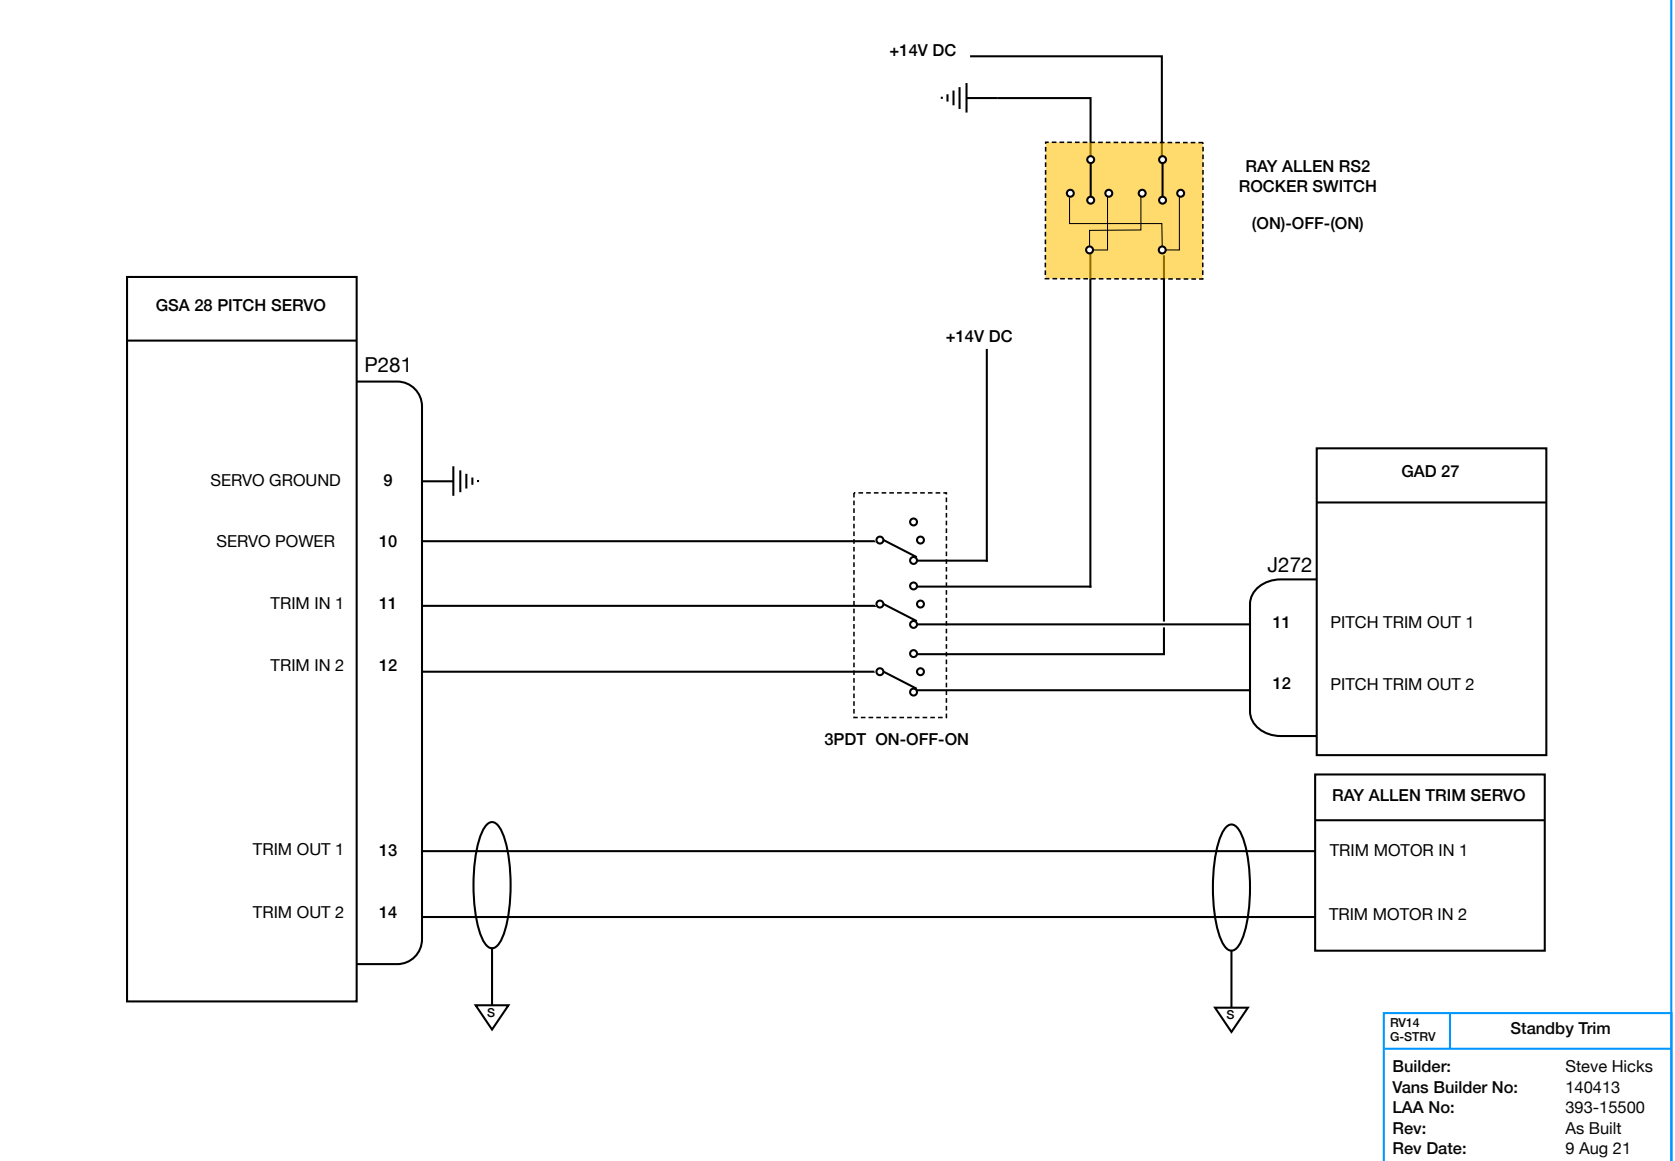 +14V DC
RAY ALLEN RS2
ROCKER SWITCH
(ON)-OFF-(ON)
GSA 28 PITCH SERVO
+14V DC
P281
GAD 27
SERVO GROUND 9
SERVO POWER 10
J272
TRIM IN 1 11
11 PITCH TRIM OUT 1
TRIM IN 2 12
12 PITCH TRIM OUT 2
3PDT ON-OFF-ON
RAY ALLEN TRIM SERVO
TRIM OUT 1 13
TRIM MOTOR IN 1
TRIM OUT 2 14
TRIM MOTOR IN 2
S
S
RV14
G-STRV
Standby Trim
Builder: Steve Hicks
Vans Builder No: 140413
LAA No: 393-15500
Rev: As Built
Rev Date: 9 Aug 21